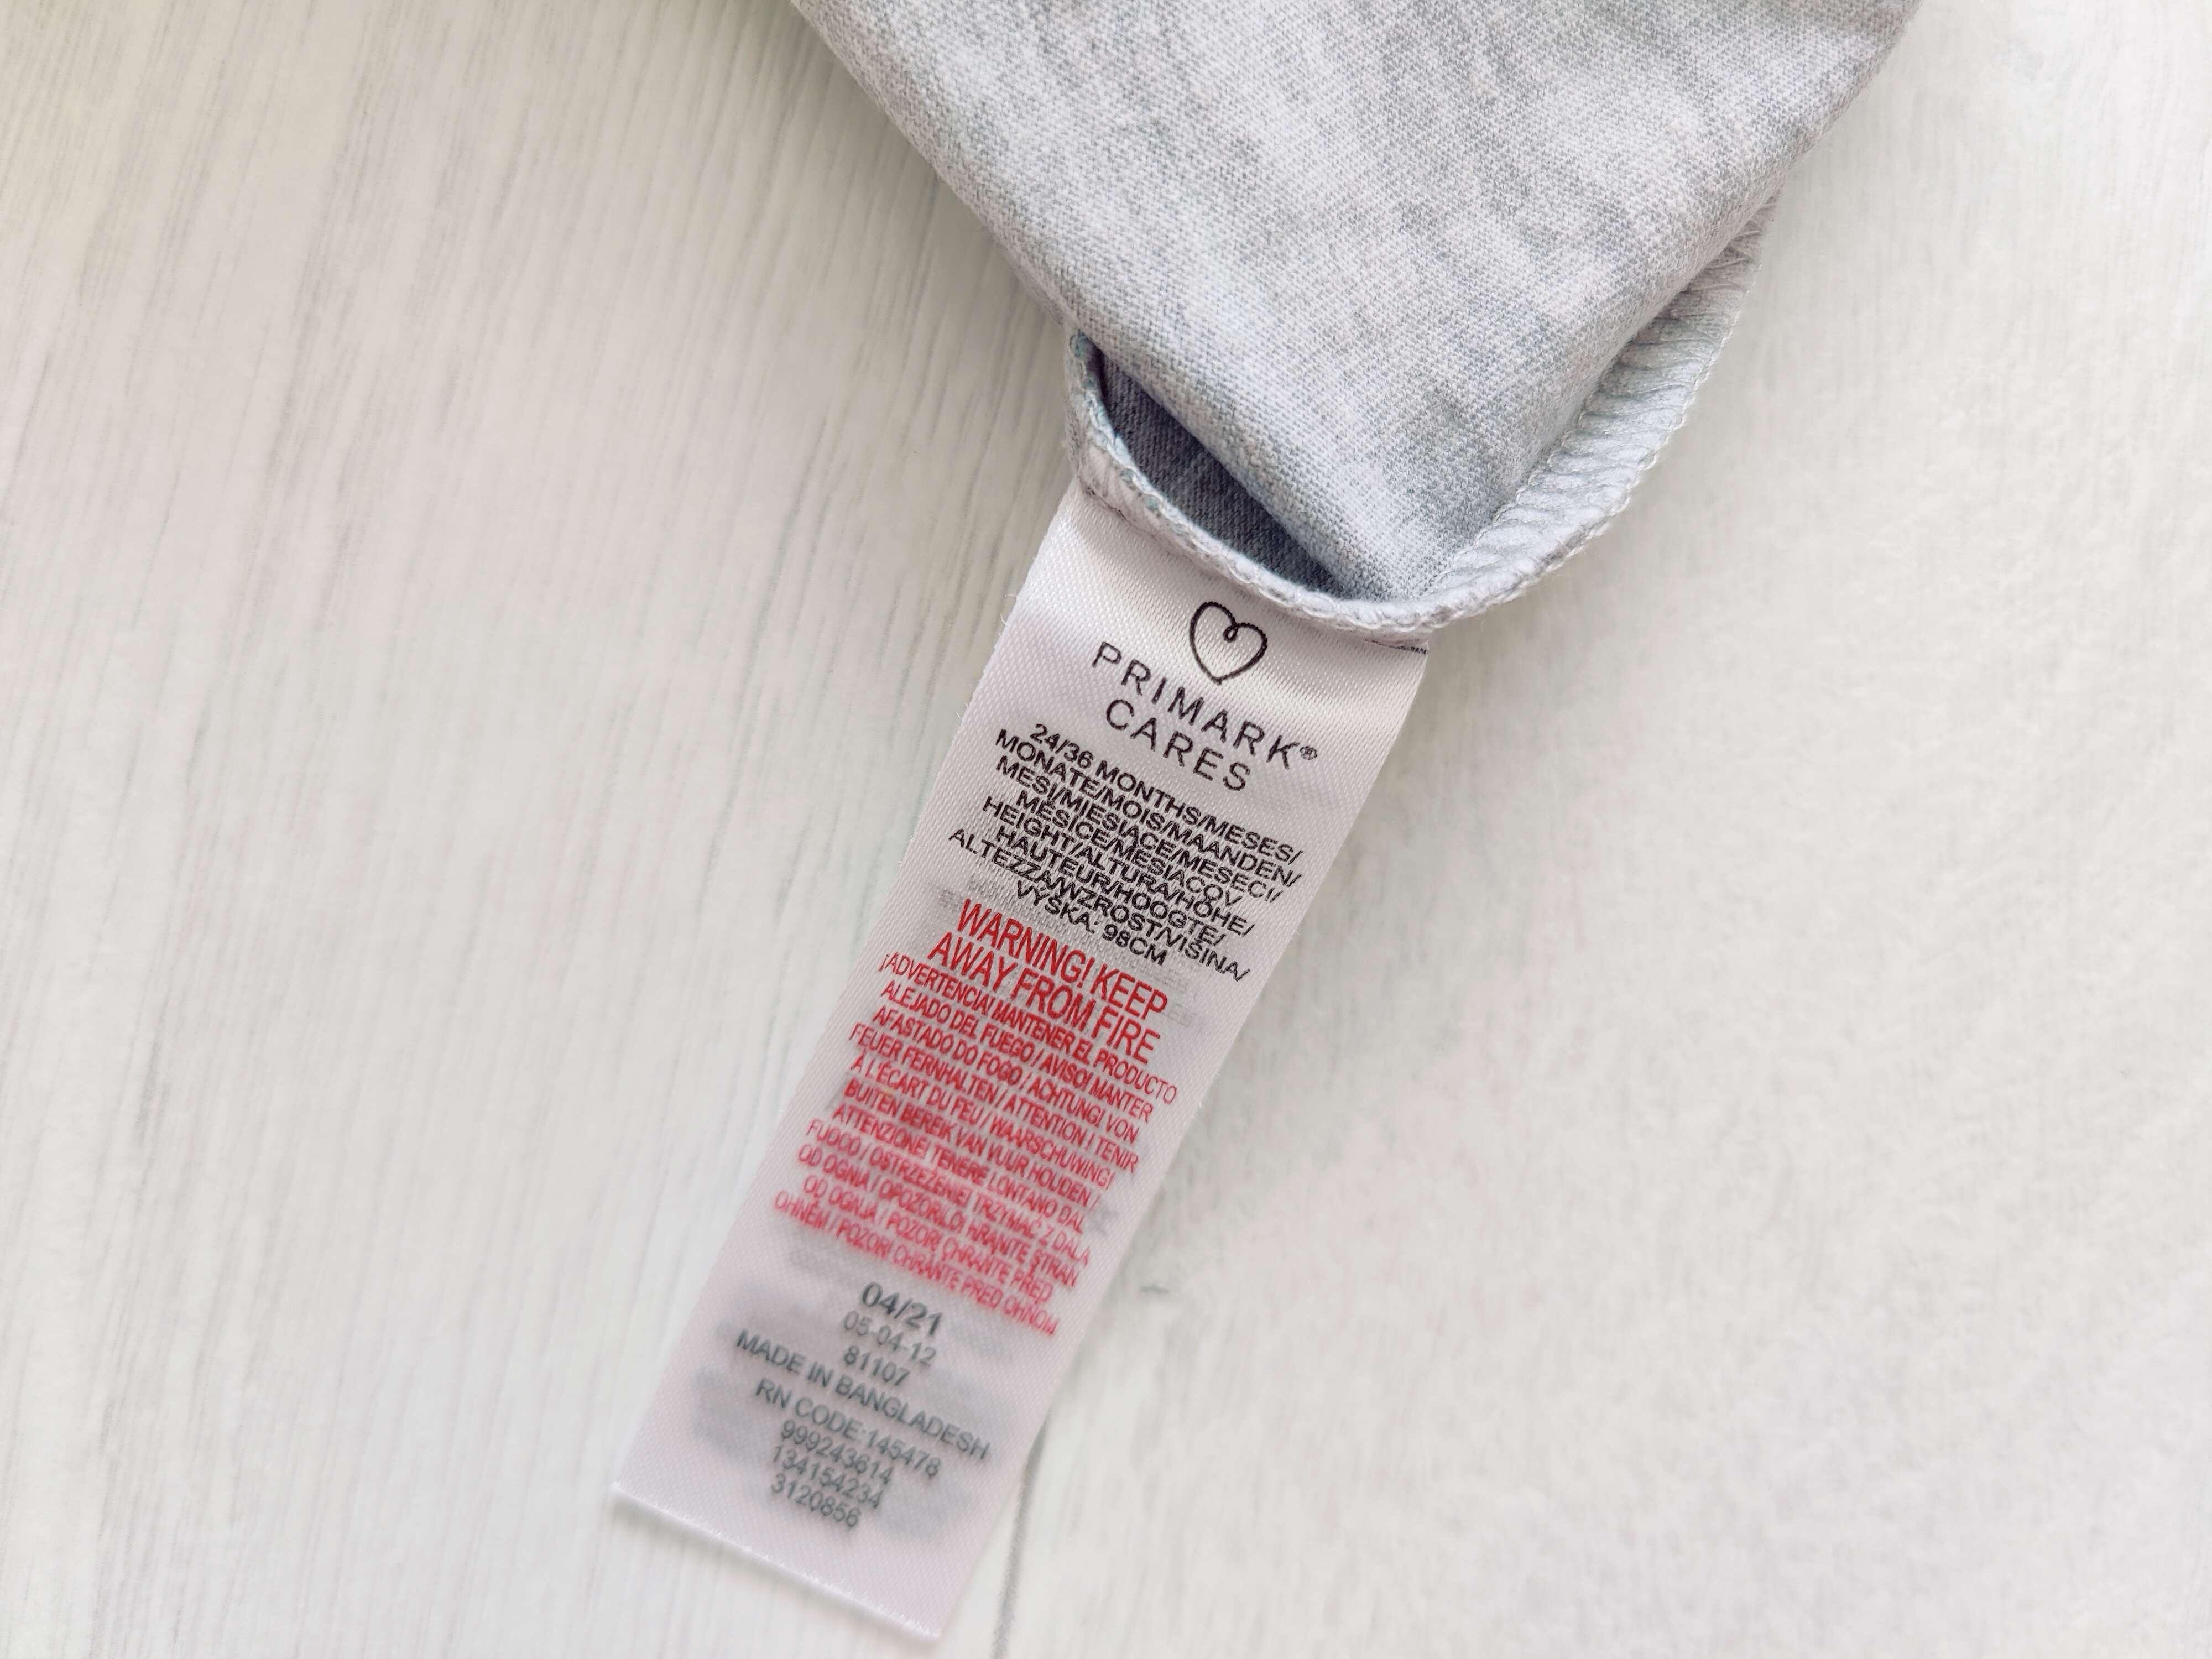 PRIMARK®
CARES
24/36 MONTHS/MESES/
MONATE/MOIS/MAANDEN/
MESI/MIESIĄCE/MESECI/
MĚSÍCE/MESIACOV
HEIGHT/ALTURA/HÖHE/
HAUTEUR/HOOGTE/
ALTEZZA/WZROST/VIŠINA/
VÝŠKA: 98CM
WARNING! KEEP
AWAY FROM FIRE
¡ADVERTENCIA! MANTENER EL PRODUCTO
ALEJADO DEL FUEGO / AVISO! MANTER
AFASTADO DO FOGO / ACHTUNG! VON
FEUER FERNHALTEN / ATTENTION ! TENIR
À L'ÉCART DU FEU / WAARSCHUWING!
BUITEN BEREIK VAN VUUR HOUDEN /
ATTENZIONE! TENERE LONTANO DAL
FUOCO / OSTRZEŻENIE! TRZYMAĆ Z DALA
OD OGNIA / OPOZORILO! HRANITE STRAN
OD OGNJA / POZOR! CHRAŇTE PŘED
OHNĚM / POZOR! CHRÁŇTE PRED OHŇOM
04/21
05-04-12
81107
MADE IN BANGLADESH
RN CODE:145478
999243614
134154234
3120856